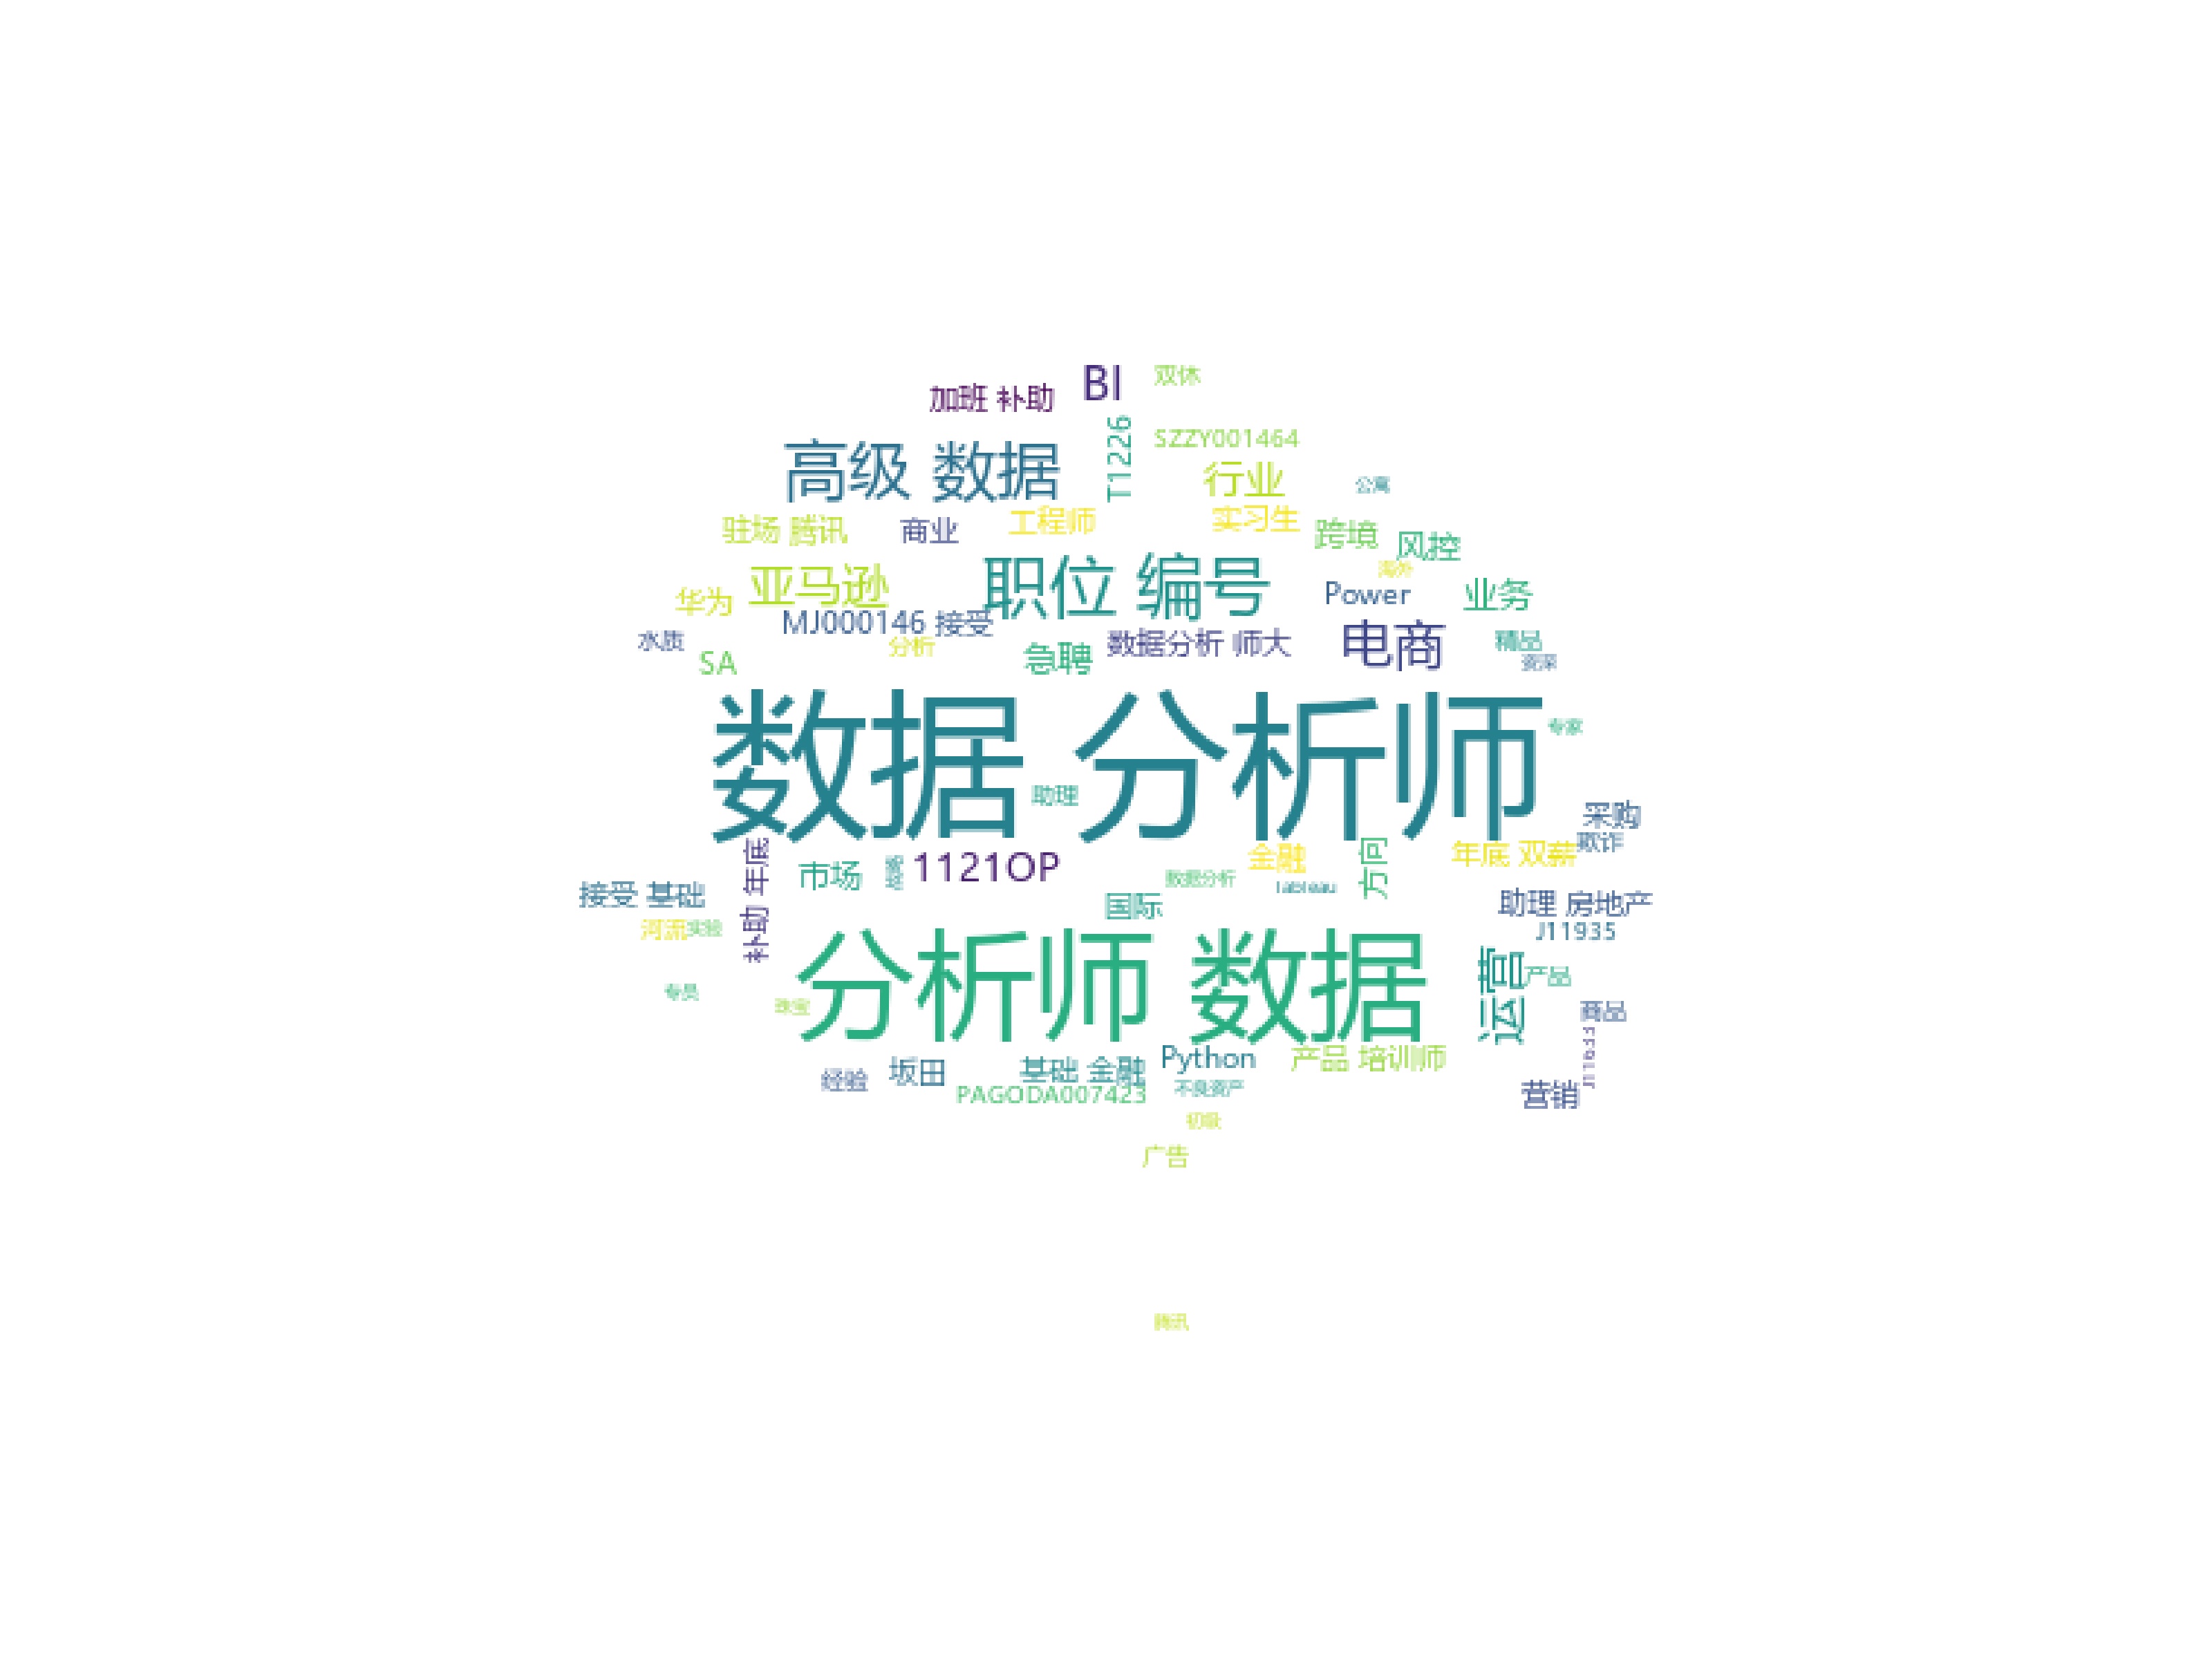 BI
双休
加班 补助
T1226
SZZY001464
高级 数据
行业
公寓
驻场 腾讯
商业
工程师
实习生
跨境
风控
海外
亚马逊
职位 编号
Power
业务
华为
MJ000146 接受
水质
分析
数据分析 师大
电商
精品
SA
急聘
资深
数据 分析师
专家
助理
采购
欺诈
补助 年底
市场
1121OP
金融
方向
年底 双薪
数据分析
Tableau
接受 基础
国际
助理 房地产
河流
实验
J11935
分析师 数据
运营
产品
专员
珠宝
商品
经验
坂田
基础 金融
Python
产品 培训师
PAGODA007423
不良资产
营销
初级
广告
腾讯